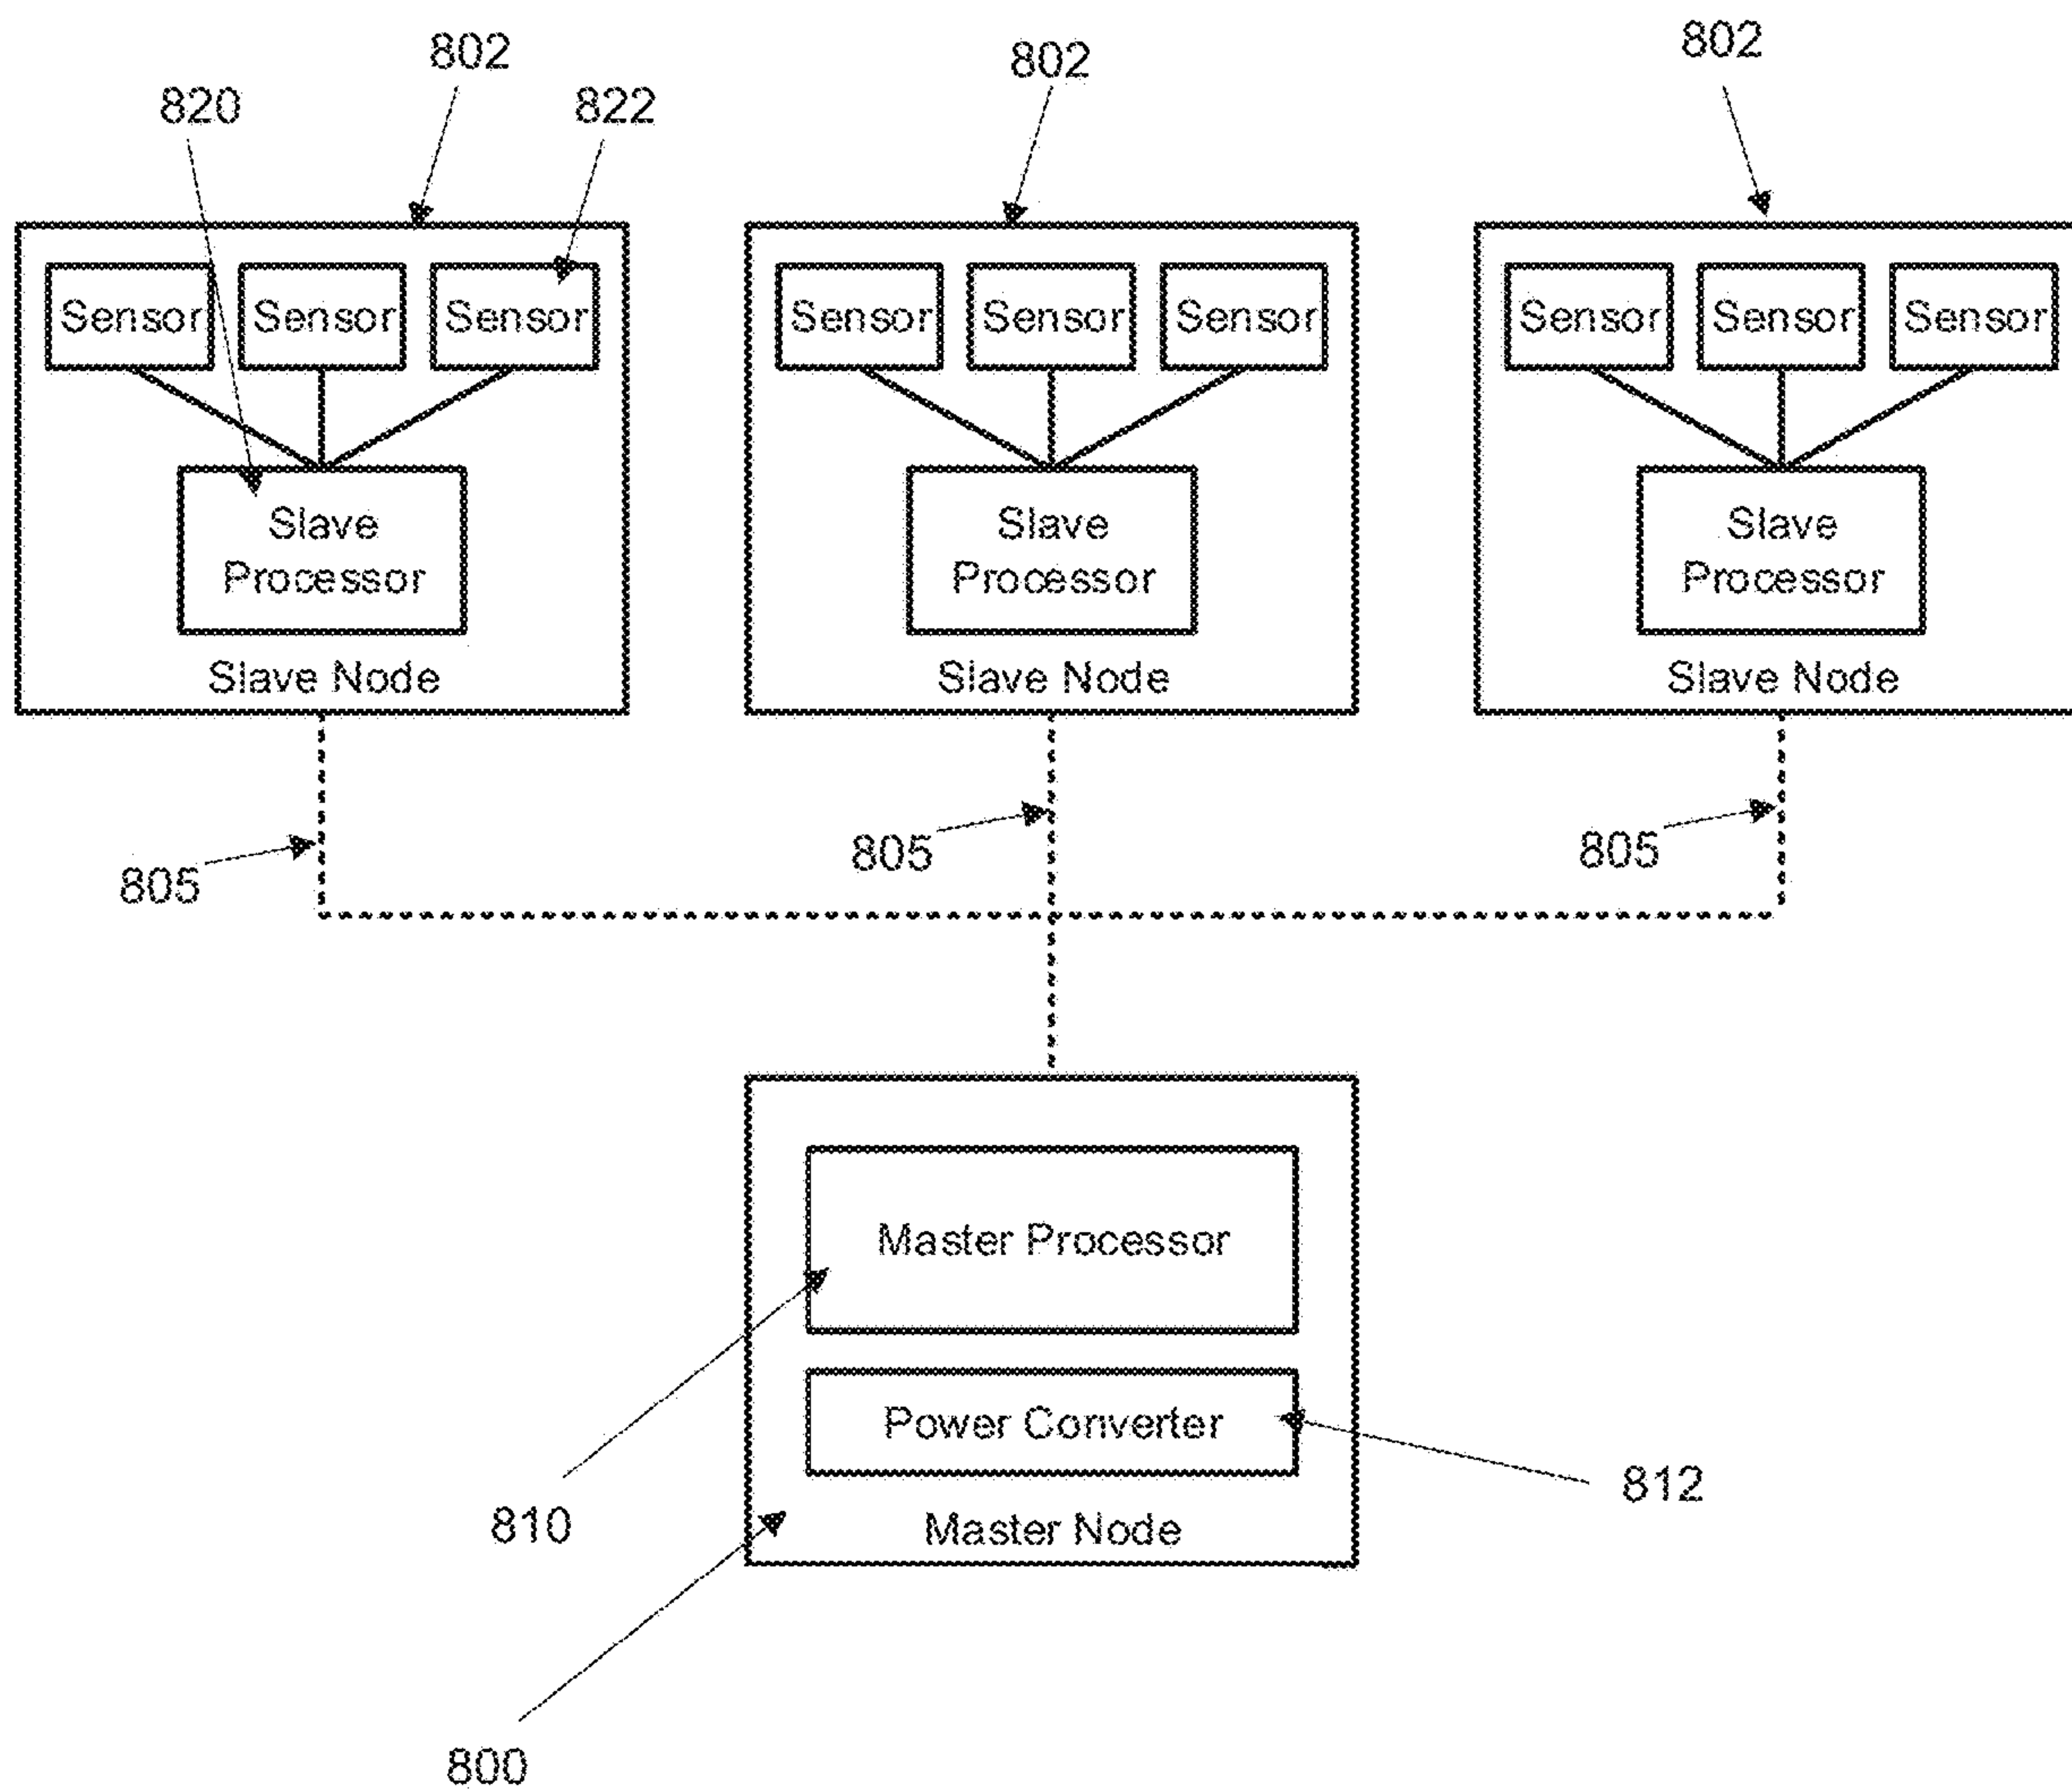 802
802
802
820
822
Sensor
Sensor
Sensor
Sensor
Sensor
Sensor
Sensor
Sensor
Sensor
Slave
Processor
Slave
Processor
Slave
Processor
Slave Node
Slave Node
Slave Node
805
805
805
Master Processor
Power Converter
812
810
Master Node
800